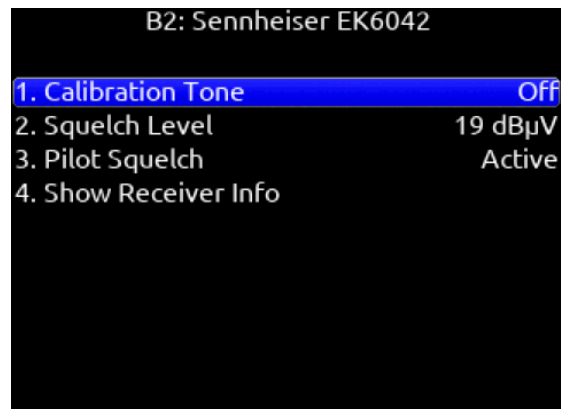 B2: Sennheiser EK6042
1. Calibration Tone Off
2. Squelch Level 19 dBµV
3. Pilot Squelch Active
4. Show Receiver Info